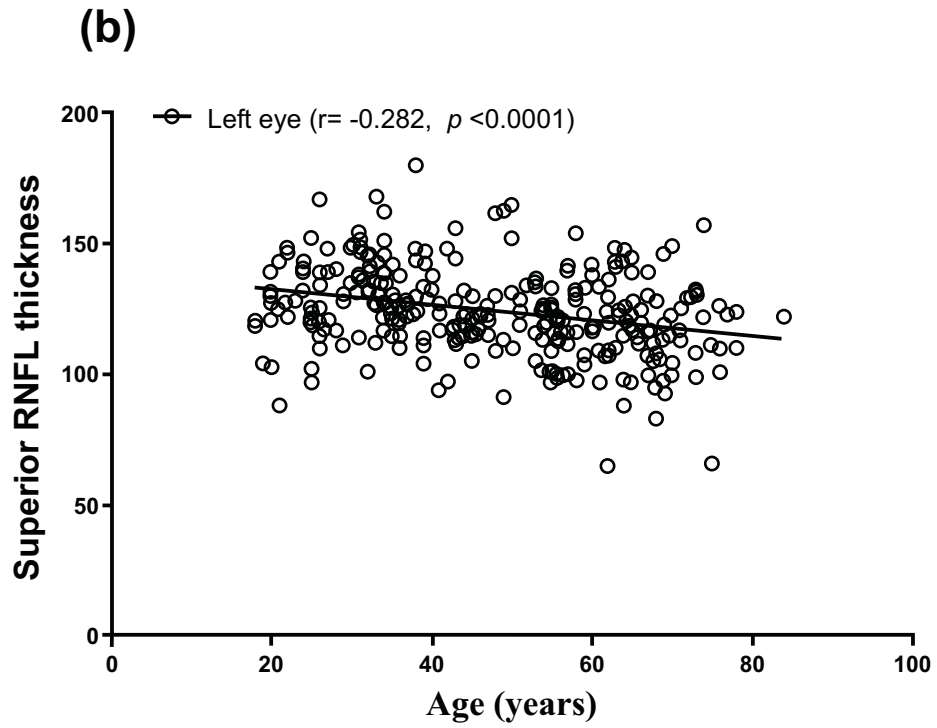 (b)
200
Left eye (r= -0.282, p <0.0001)
150
100
50
0
Superior RNFL thickness
0 20 40 60 80 100
Age (years)